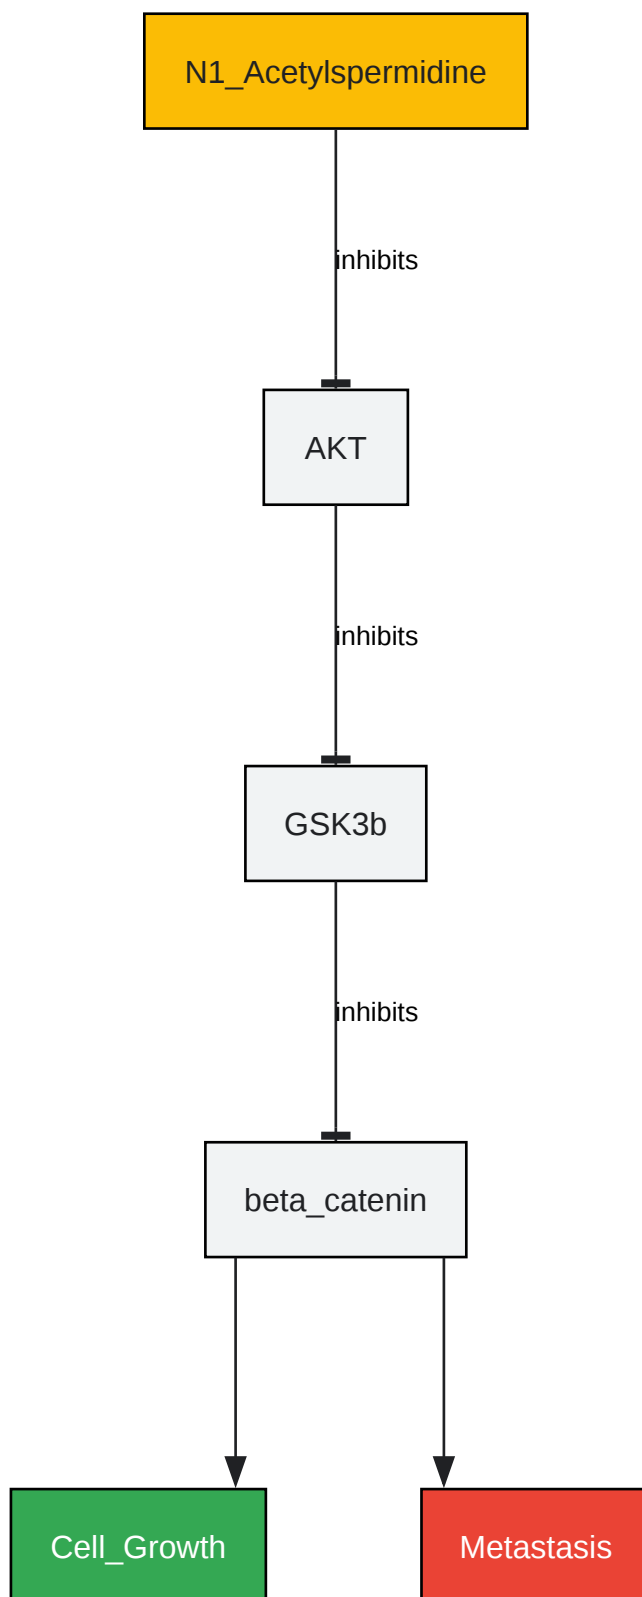 N1_Acetylspermidine
inhibits
AKT
inhibits
GSK3b
inhibits
beta_catenin
Cell_Growth
Metastasis